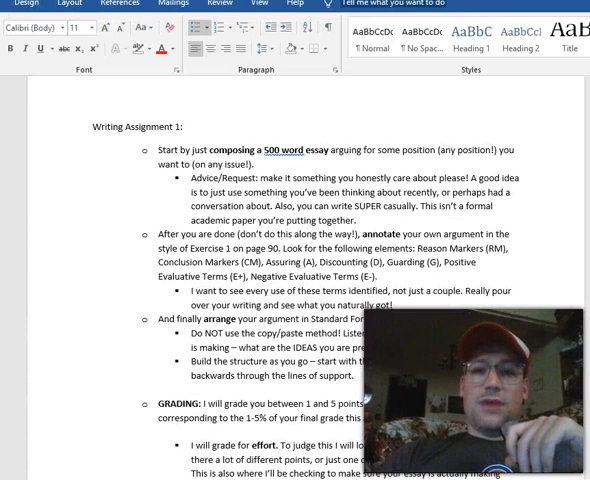 Design Layout References Mailings Review View Help Tell me what you want to do
Calibri (Body) 11 A A Aa A
B I U abc x₂ x² A ab A
Font Paragraph Styles
AaBbCcDc AaBbCcDc AaBbC AaBbCcI AaB
¶ Normal ¶ No Spac... Heading 1 Heading 2 Title
Writing Assignment 1:
o Start by just composing a 500 word essay arguing for some position (any position!) you
want to (on any issue!).
▪ Advice/Request: make it something you honestly care about please! A good idea
is to just use something you've been thinking about recently, or perhaps had a
conversation about. Also, you can write SUPER casually. This isn't a formal
academic paper you're putting together.
o After you are done (don't do this along the way!), annotate your own argument in the
style of Exercise 1 on page 90. Look for the following elements: Reason Markers (RM),
Conclusion Markers (CM), Assuring (A), Discounting (D), Guarding (G), Positive
Evaluative Terms (E+), Negative Evaluative Terms (E-).
▪ I want to see every use of these terms identified, not just a couple. Really pour
over your writing and see what you naturally got!
o And finally arrange your argument in Standard For
▪ Do NOT use the copy/paste method! Listen
is making – what are the IDEAS you are pre
▪ Build the structure as you go – start with th
backwards through the lines of support.
o GRADING: I will grade you between 1 and 5 points
corresponding to the 1-5% of your final grade this
▪ I will grade for effort. To judge this I will lo
there a lot of different points, or just one
This is also where I'll be checking to make sure your essay is actually making